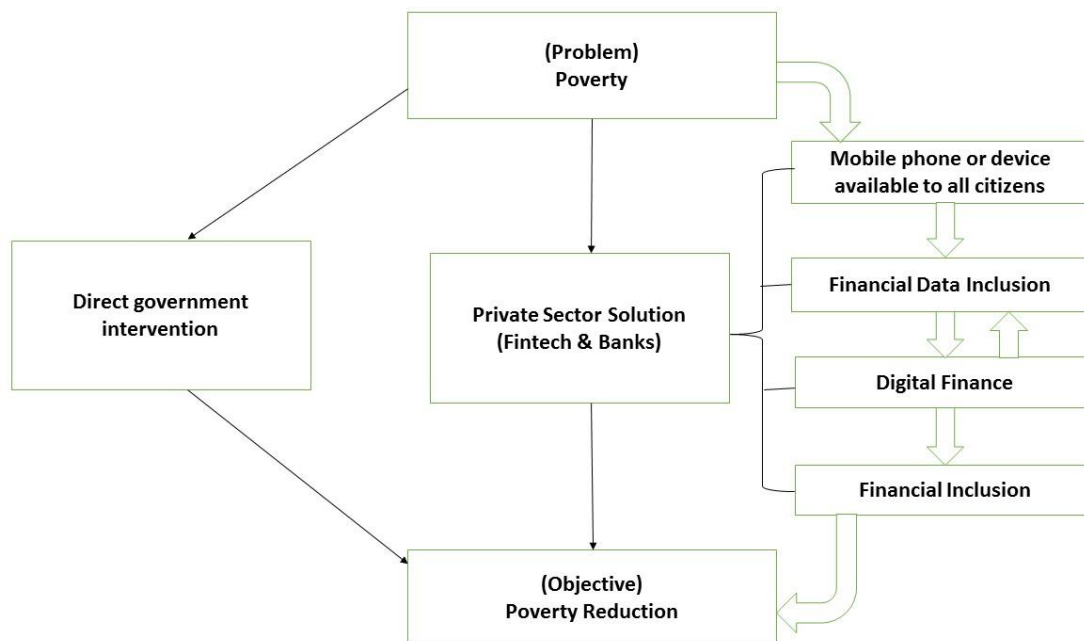 (Problem)
Poverty
Mobile phone or device
available to all citizens
Direct government
intervention
Private Sector Solution
(Fintech & Banks)
Financial Data Inclusion
Digital Finance
Financial Inclusion
(Objective)
Poverty Reduction